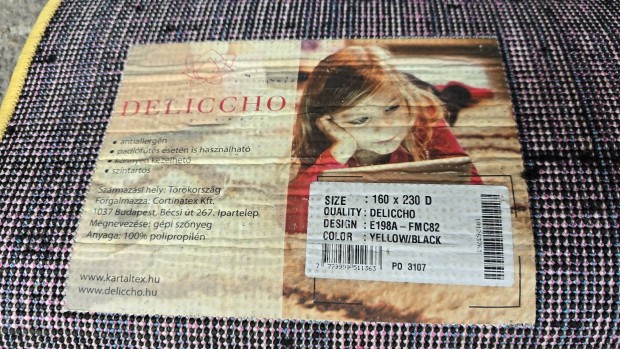 DELICCHO
• antiallergén
• padlófűtés esetén is használható
• könnyen kezelhető
• színtartós
Származási hely: Törökország
Forgalmazza: Cortinatex Kft.
1037 Budapest, Bécsi út 267. Ipartelep
Megnevezése: gépi szőnyeg
Anyaga: 100% polipropilén
www.kartaltex.hu
www.deliccho.hu
SIZE : 160 x 230 D
QUALITY : DELICCHO
DESIGN : E198A - FMC82
COLOR : YELLOW/BLACK
PO 3107